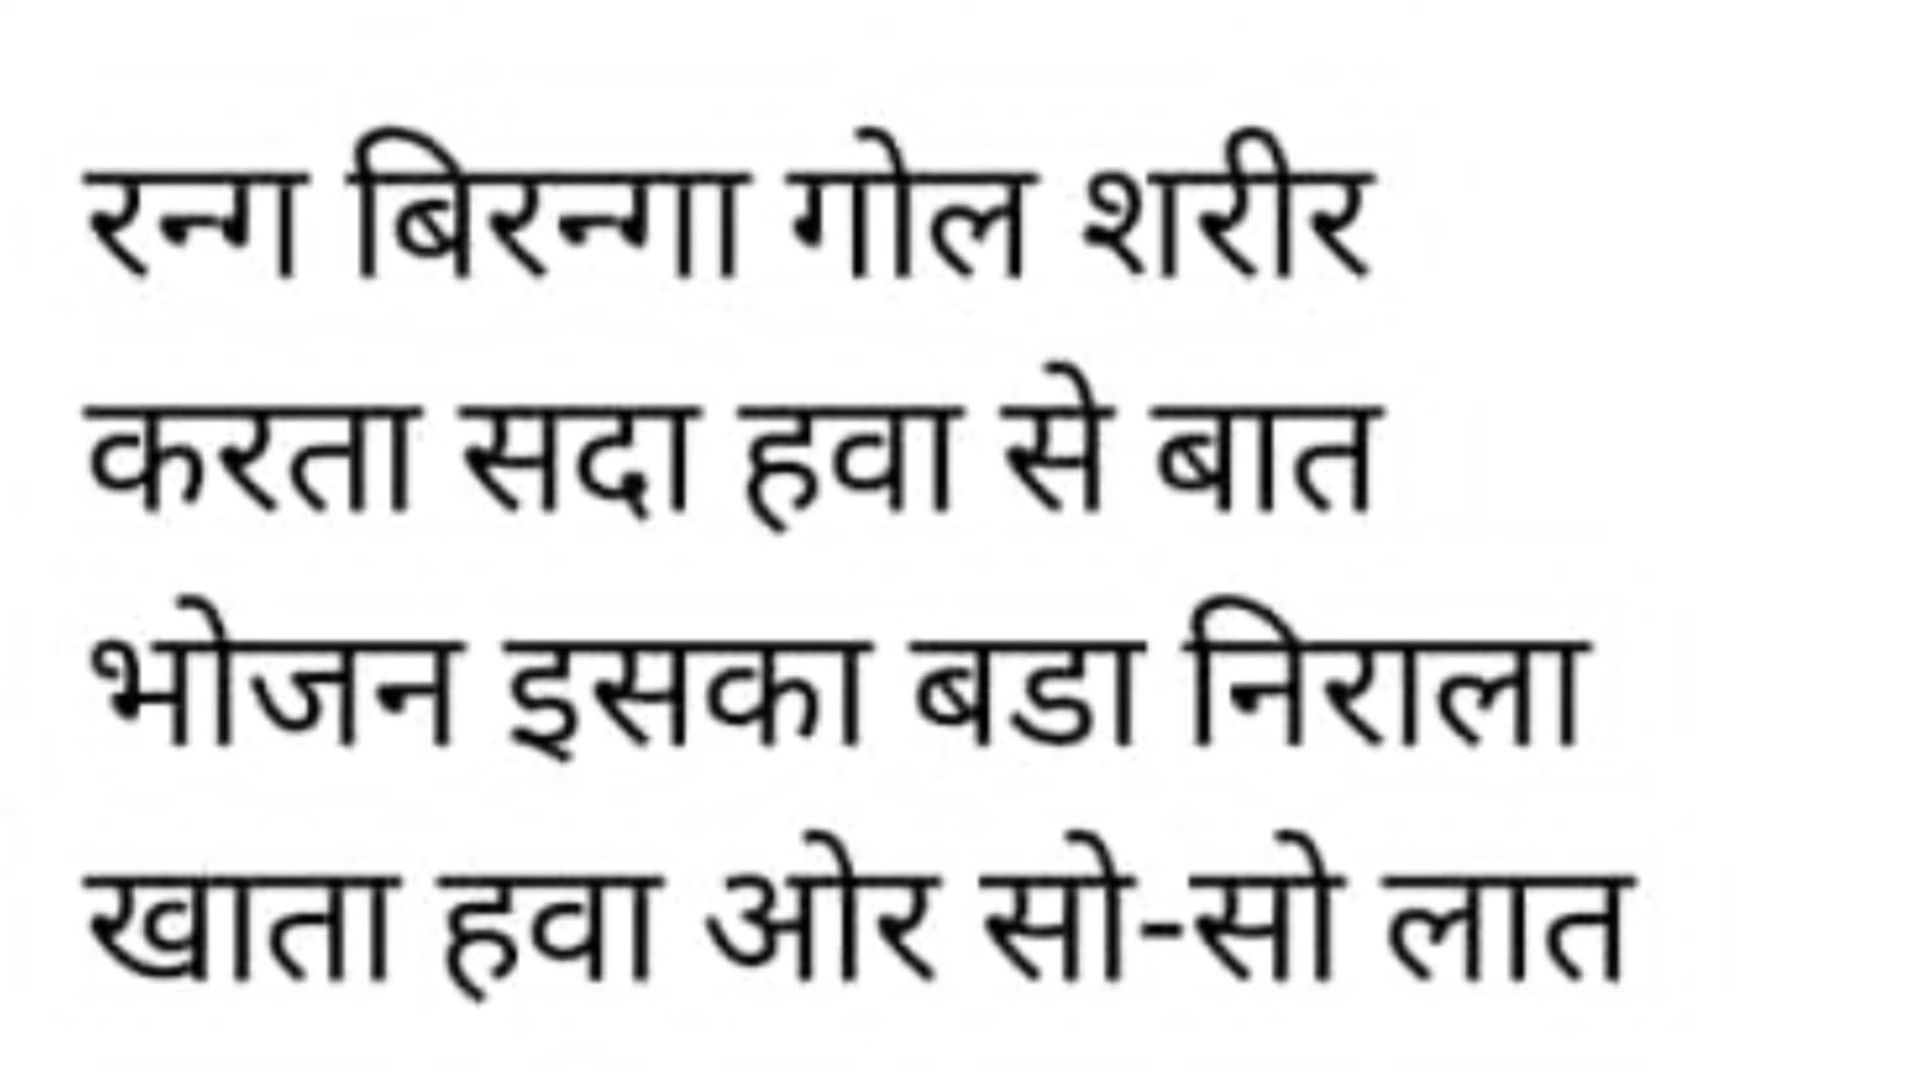 रन्ग बिरन्गा गोल शरीर
करता सदा हवा से बात
भोजन इसका बडा निराला
खाता हवा ओर सो-सो लात